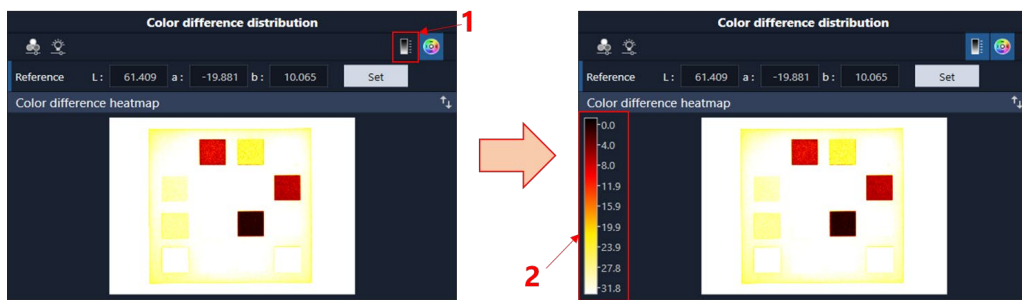 Color difference distribution
1
Reference L: 61.409 a: -19.881 b: 10.065 Set
Color difference heatmap
Color difference distribution
Reference L: 61.409 a: -19.881 b: 10.065 Set
Color difference heatmap
0.0
4.0
8.0
11.9
15.9
19.9
23.9
27.8
31.8
2